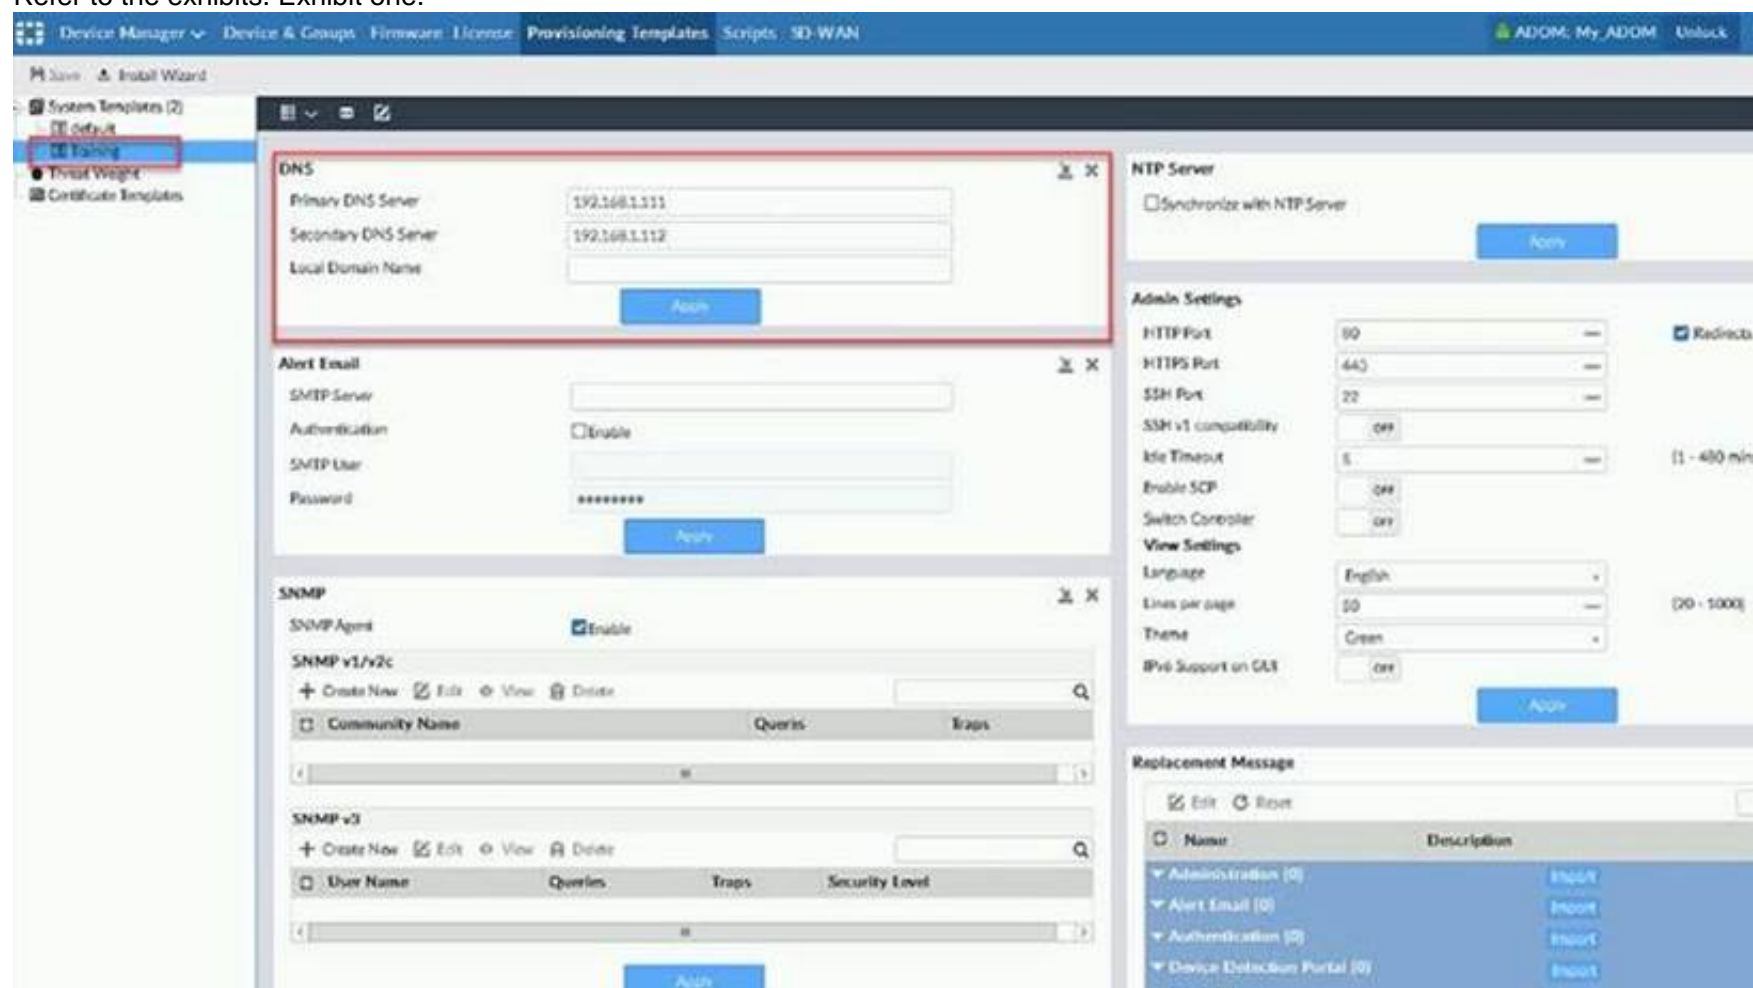 Refer to the exhibits. Exhibit one.
Device Manager Device & Groups Firmware License Provisioning Templates Scripts SD-WAN ADOM: My_ADOM Unlock
Save Install Wizard
System Templates (2)
default
Training
Threat Weight
Certificate Templates
DNS
Primary DNS Server 192.168.1.111
Secondary DNS Server 192.168.1.112
Local Domain Name
Apply
Alert Email
SMTP Server
Authentication Enable
SMTP User
Password ********
Apply
SNMP
SNMP Agent Enable
SNMP v1/v2c
Create New Edit View Delete
Community Name Queris Traps
SNMP v3
Create New Edit View Delete
User Name Queries Traps Security Level
Apply
NTP Server
Synchronize with NTP Server
Apply
Admin Settings
HTTP Port 80 Redirects
HTTPS Port 443
SSH Port 22
SSH v1 compatibility OFF
Idle Timeout 5 (1 - 480 min
Enable SCP OFF
Switch Controller OFF
View Settings
Language English
Lines per page 50 (20 - 1000)
Theme Green
IPv6 Support on GUI OFF
Apply
Replacement Message
Edit Reset
Name Description
Administration (0) Import
Alert Email (0) Import
Authentication (0) Import
Device Detection Portal (0) Import